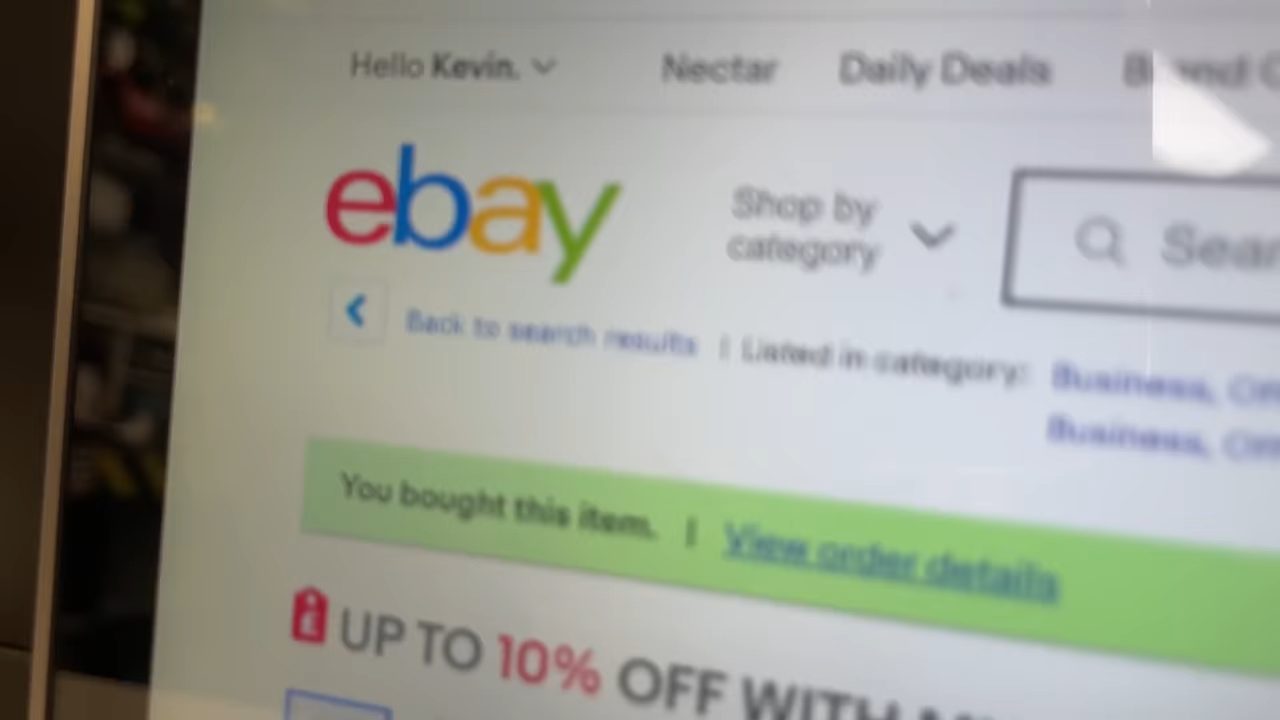 Hello Kevin.
Nectar
Daily Deals
ebay
Shop by
category
Back to search results
| Listed in category:
Business,
Business,
You bought this item. | View order details
UP TO 10% OFF WITH